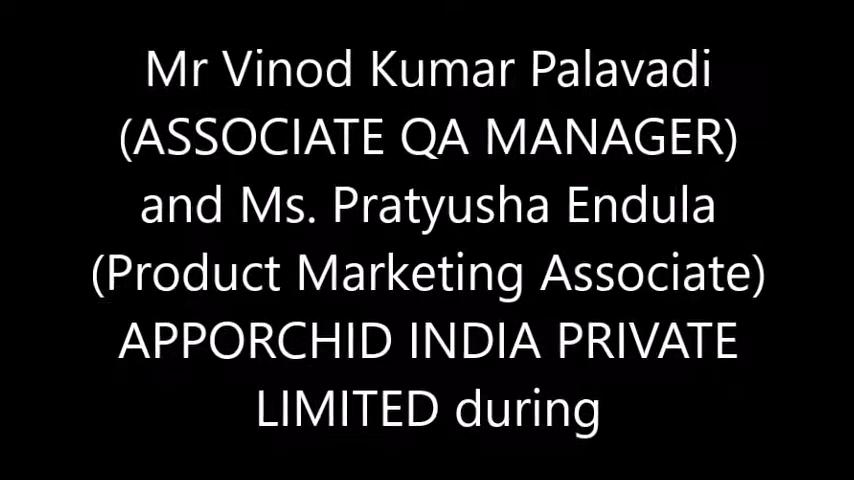 Mr Vinod Kumar Palavadi
(ASSOCIATE QA MANAGER)
and Ms. Pratyusha Endula
(Product Marketing Associate)
APPORCHID INDIA PRIVATE
LIMITED during